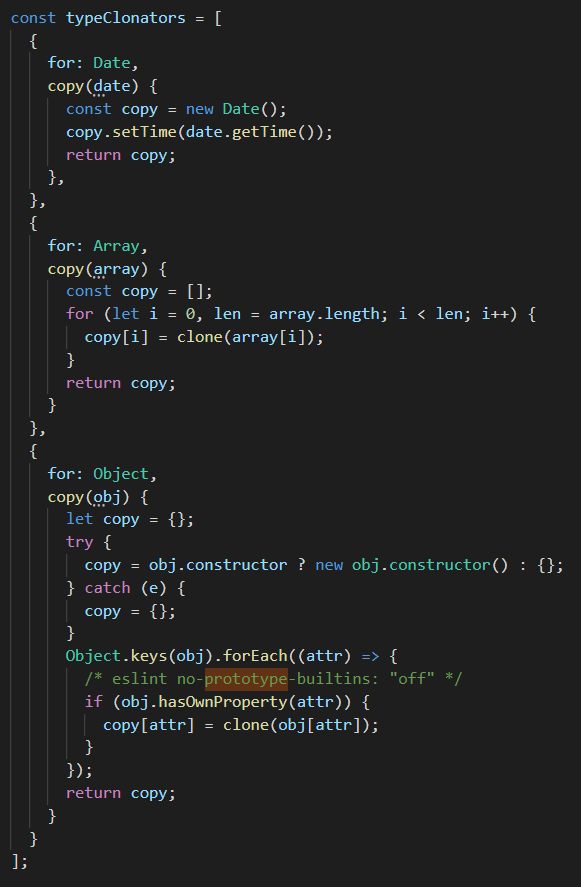 const typeClonators = [
  {
    for: Date,
    copy(date) {
      const copy = new Date();
      copy.setTime(date.getTime());
      return copy;
    },
  },
  {
    for: Array,
    copy(array) {
      const copy = [];
      for (let i = 0, len = array.length; i < len; i++) {
        copy[i] = clone(array[i]);
      }
      return copy;
    }
  },
  {
    for: Object,
    copy(obj) {
      let copy = {};
      try {
        copy = obj.constructor ? new obj.constructor() : {};
      } catch (e) {
        copy = {};
      }
      Object.keys(obj).forEach((attr) => {
        /* eslint no-prototype-builtins: "off" */
        if (obj.hasOwnProperty(attr)) {
          copy[attr] = clone(obj[attr]);
        }
      });
      return copy;
    }
  }
];